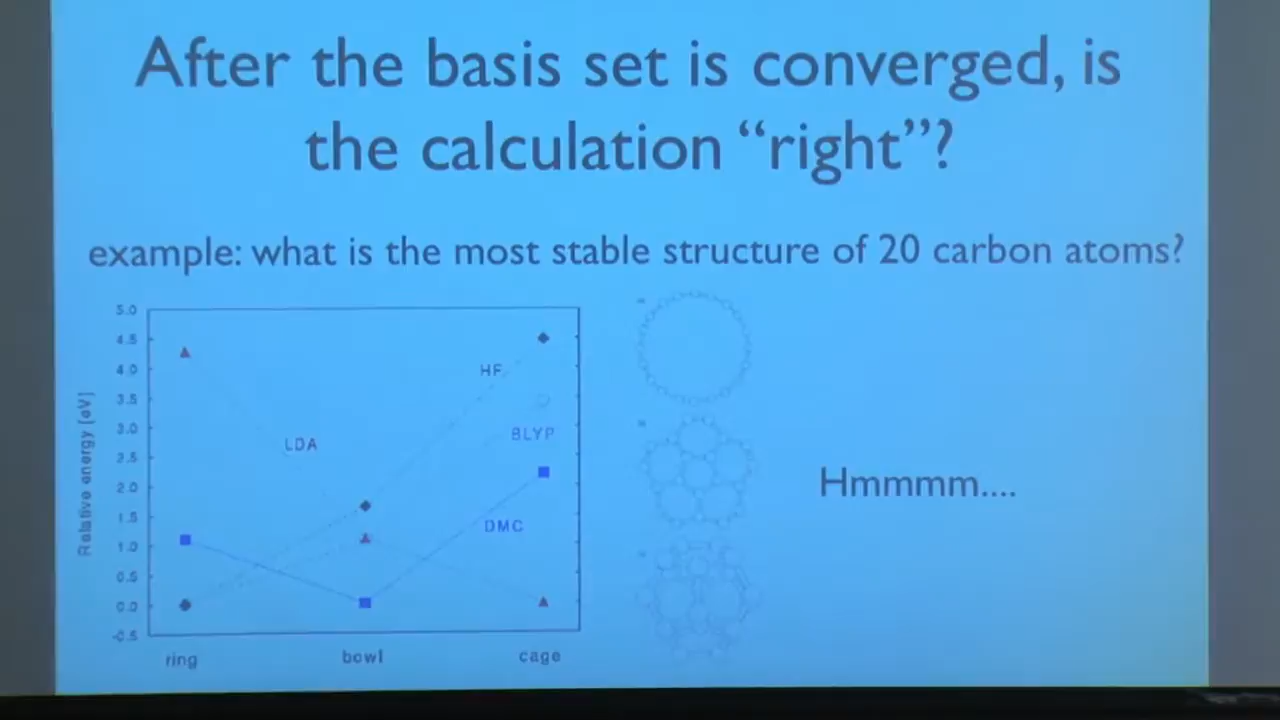 After the basis set is converged, is
the calculation “right”?
example: what is the most stable structure of 20 carbon atoms?
5.0
4.5
4.0
3.5
3.0
2.5
2.0
1.5
1.0
0.5
0.0
-0.5
Relative energy [eV]
HF
LDA
BLYP
DMC
ring bowl cage
Hmmmm....